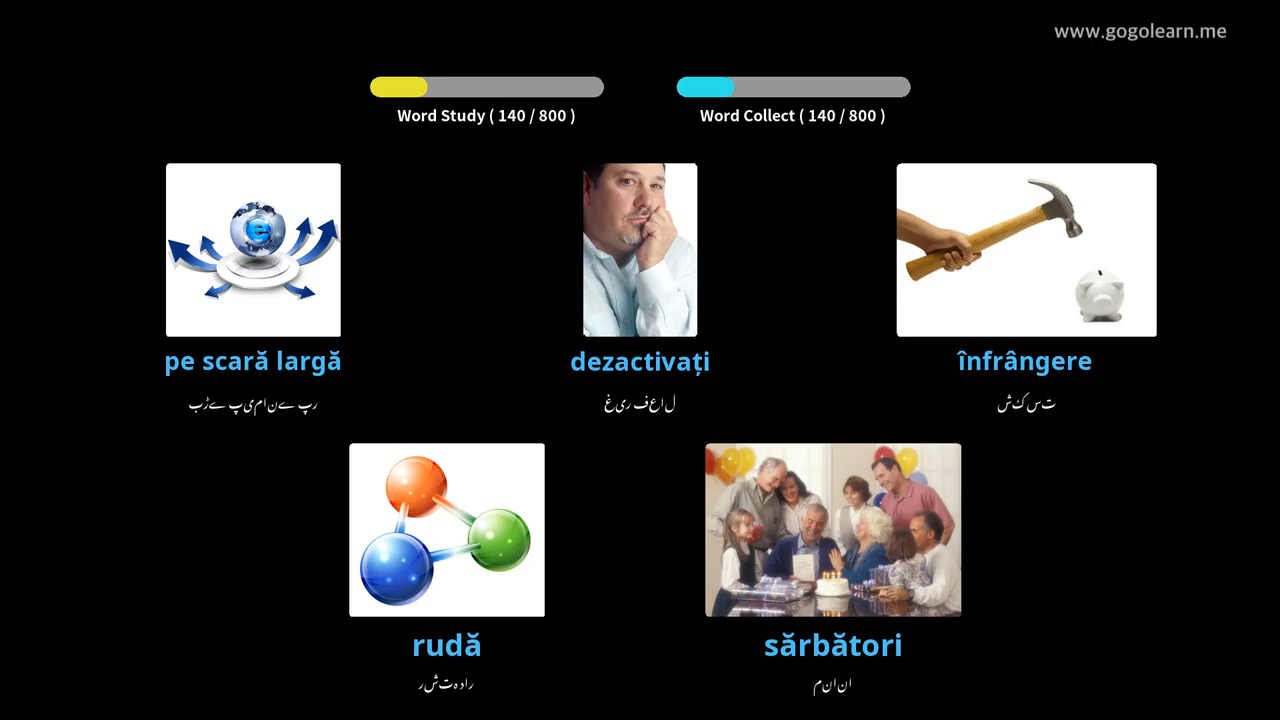 www.gogolearn.me
Word Study ( 140 / 800 )
Word Collect ( 140 / 800 )
pe scară largă
dezactivați
înfrângere
بڑے پیمانے پر
غیر فعال
شکست
rudă
sărbători
رشتہ دار
منانا